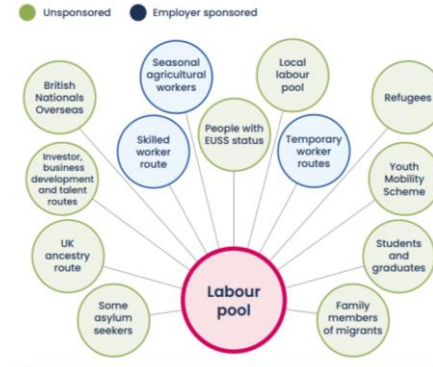 Unsponsored
Employer sponsored
Seasonal
agricultural
workers
Local
labour
pool
British
Nationals
Overseas
Refugees
People with
EUSS status
Skilled
worker
route
Temporary
worker
routes
Investor,
business
development
and talent
routes
Youth
Mobility
Scheme
UK
ancestry
route
Students
and
graduates
Labour
pool
Some
asylum
seekers
Family
members
of migrants